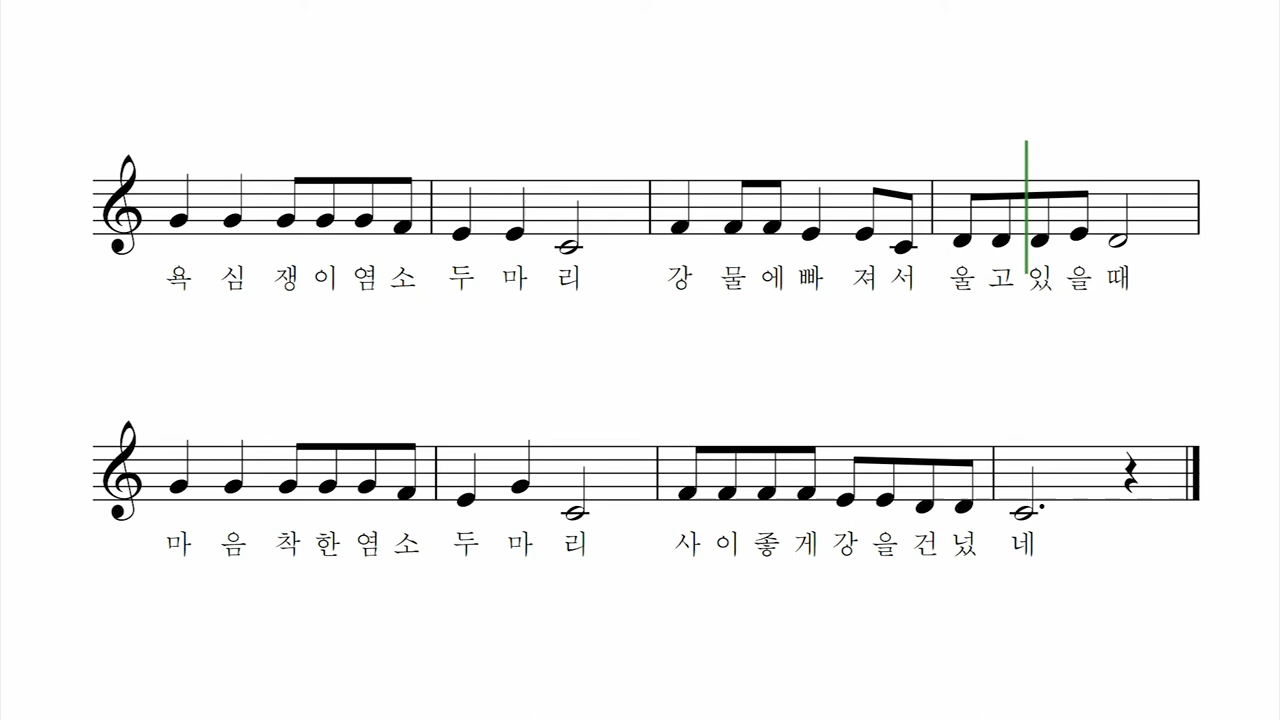 욕 심 쟁 이 염 소 두 마 리 강 물 에 빠 져 서 울 고 있 을 때
마 음 착 한 염 소 두 마 리 사 이 좋 게 강 을 건 넜 네